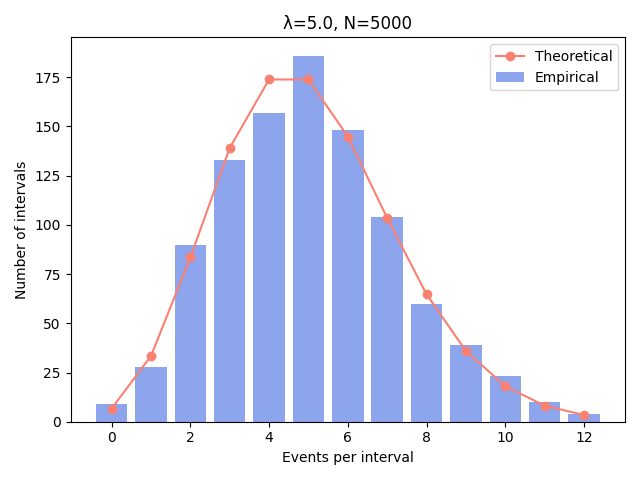 λ=5.0, N=5000
Theoretical
Empirical
Number of intervals
175
150
125
100
75
50
25
0
0 2 4 6 8 10 12
Events per interval